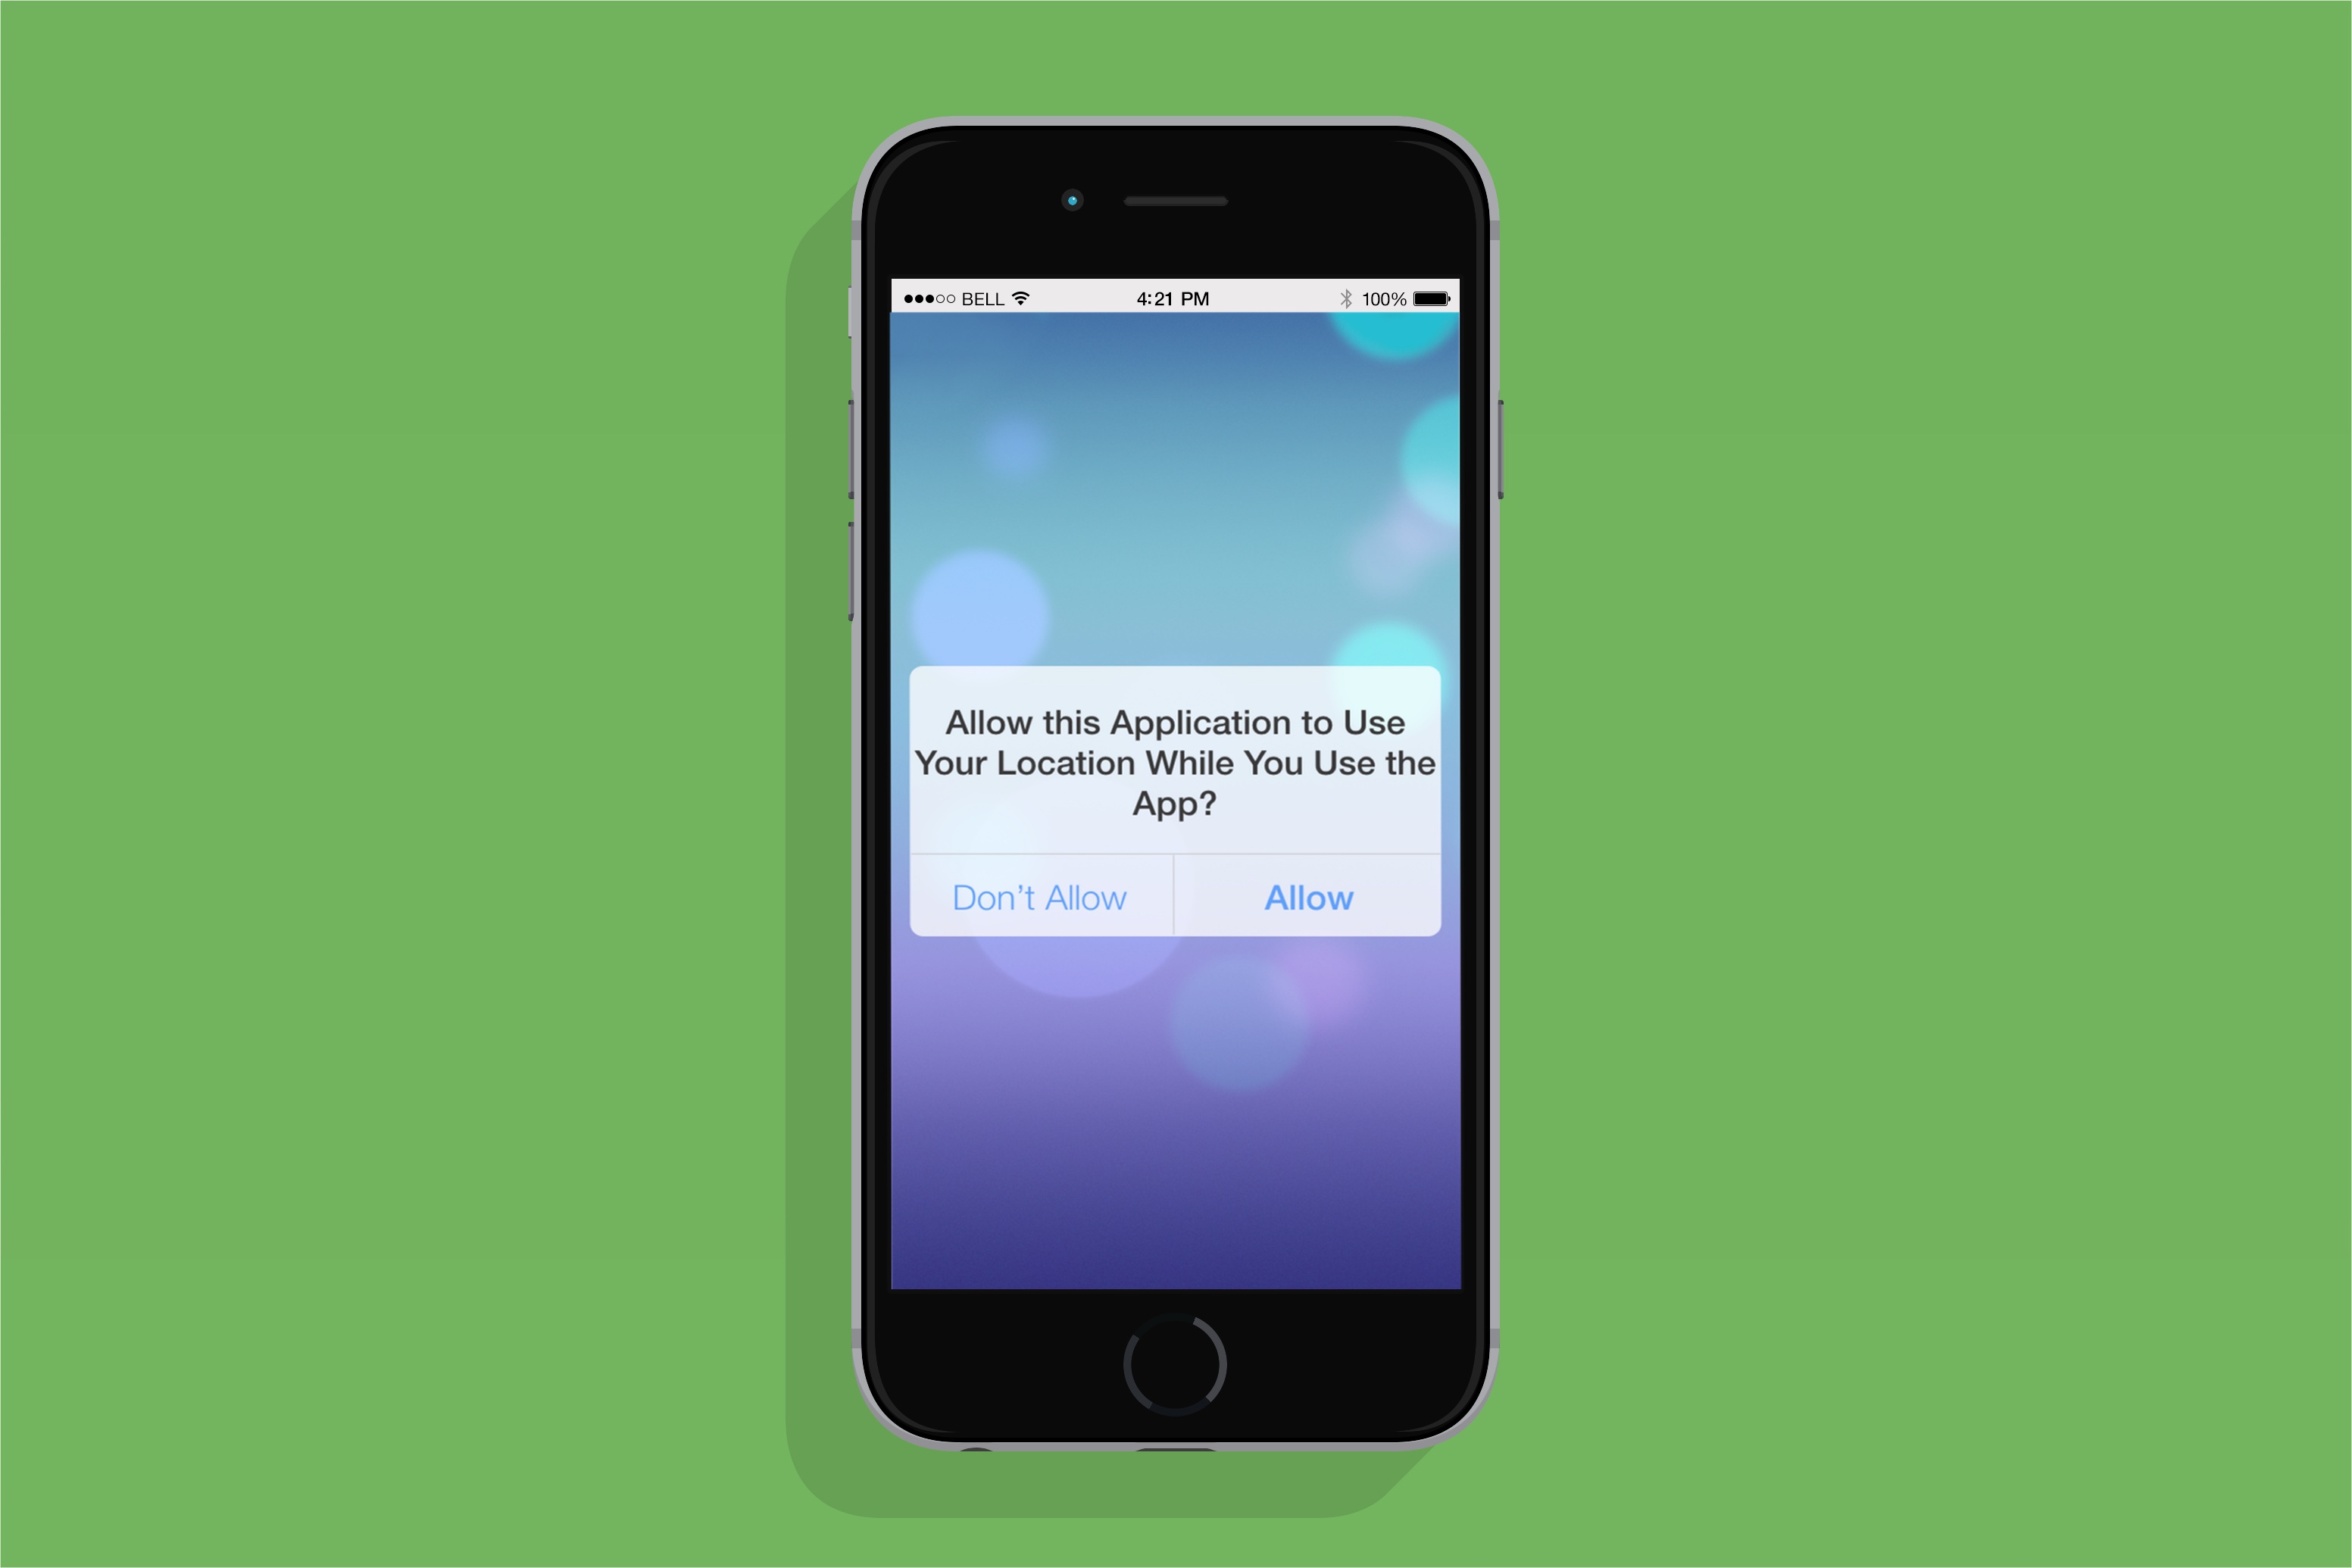 BELL 4:21 PM 100%
Allow this Application to Use
Your Location While You Use the
App?
Don't Allow Allow